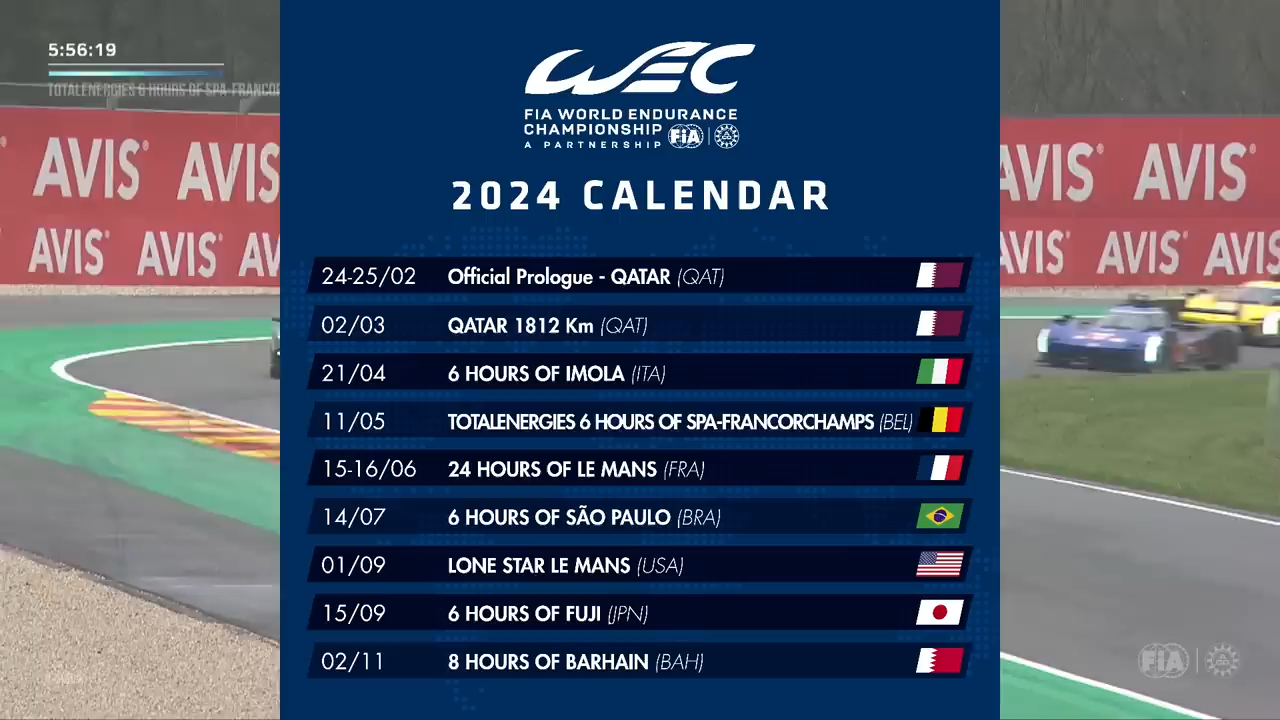 5:56:19
TOTALENERGIES 6 HOURS OF SPA-FRANCOR
WEC
FIA WORLD ENDURANCE
CHAMPIONSHIP FiA
A PARTNERSHIP
2024 CALENDAR
AVIS AVIS
AVIS AVIS AV
AVIS AVIS
AVIS AVIS AVIS
24-25/02 Official Prologue - QATAR (QAT)
02/03 QATAR 1812 Km (QAT)
21/04 6 HOURS OF IMOLA (ITA)
11/05 TOTALENERGIES 6 HOURS OF SPA-FRANCORCHAMPS (BEL)
15-16/06 24 HOURS OF LE MANS (FRA)
14/07 6 HOURS OF SÃO PAULO (BRA)
01/09 LONE STAR LE MANS (USA)
15/09 6 HOURS OF FUJI (JPN)
02/11 8 HOURS OF BARHAIN (BAH)
FiA